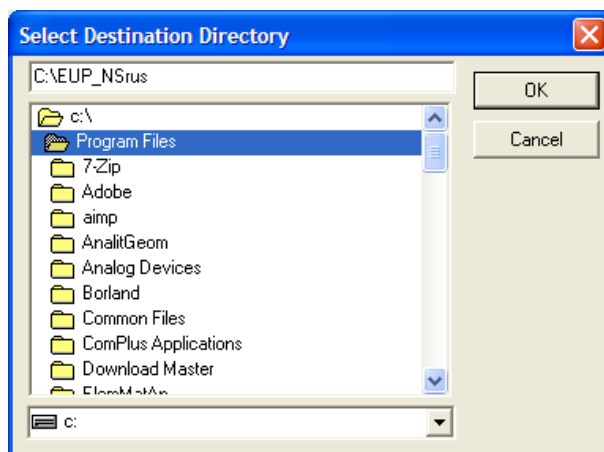 Select Destination Directory
C:\EUP_NSrus
OK
c:\
Program Files
Cancel
7-Zip
Adobe
aimp
AnalitGeom
Analog Devices
Borland
Common Files
ComPlus Applications
Download Master
c: